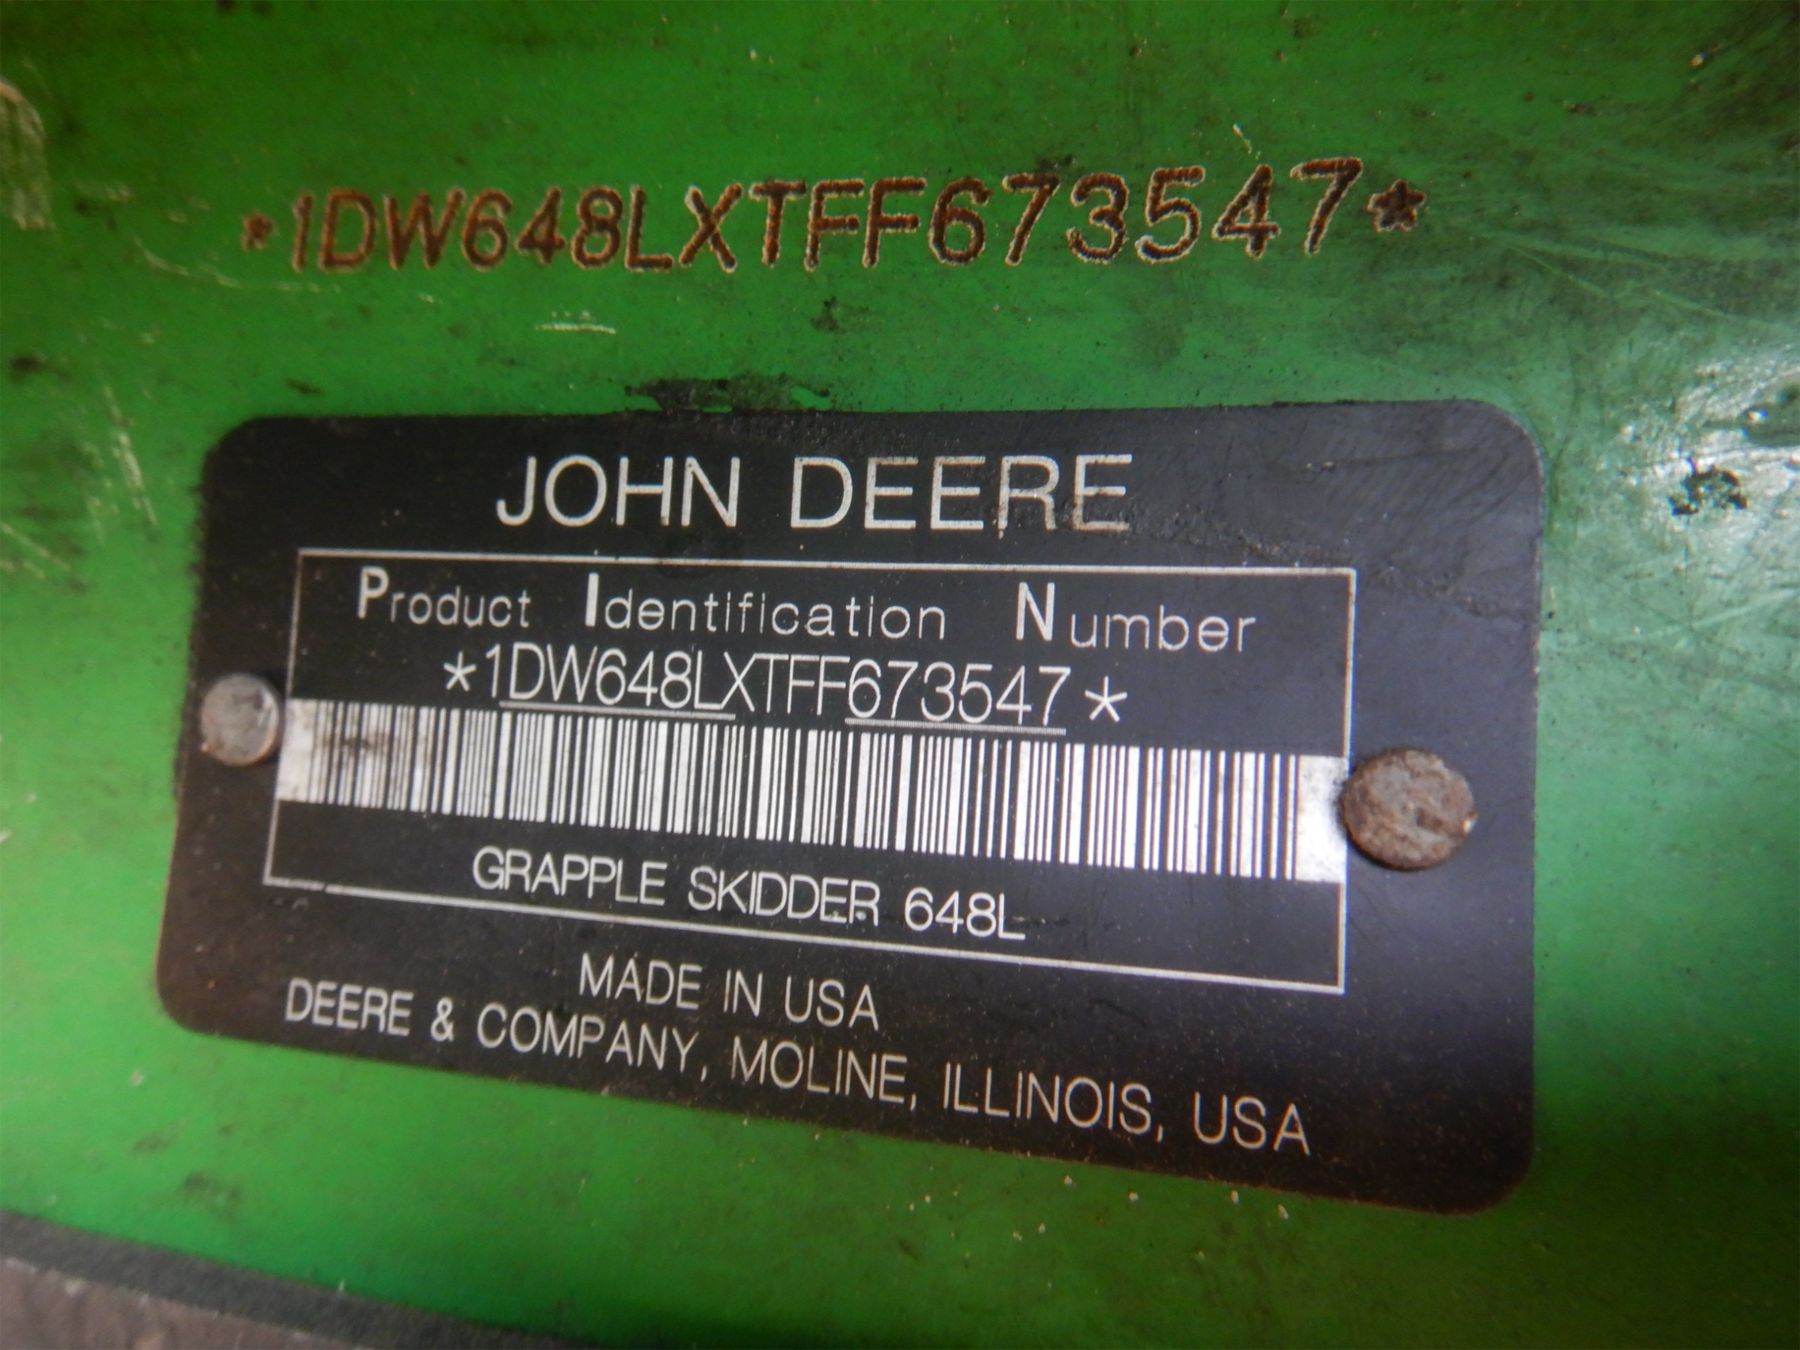 *1DW648LXTFF673547*
JOHN DEERE
Product Identification Number
*1DW648LXTFF673547*
GRAPPLE SKIDDER 648L
MADE IN USA
DEERE & COMPANY, MOLINE, ILLINOIS, USA